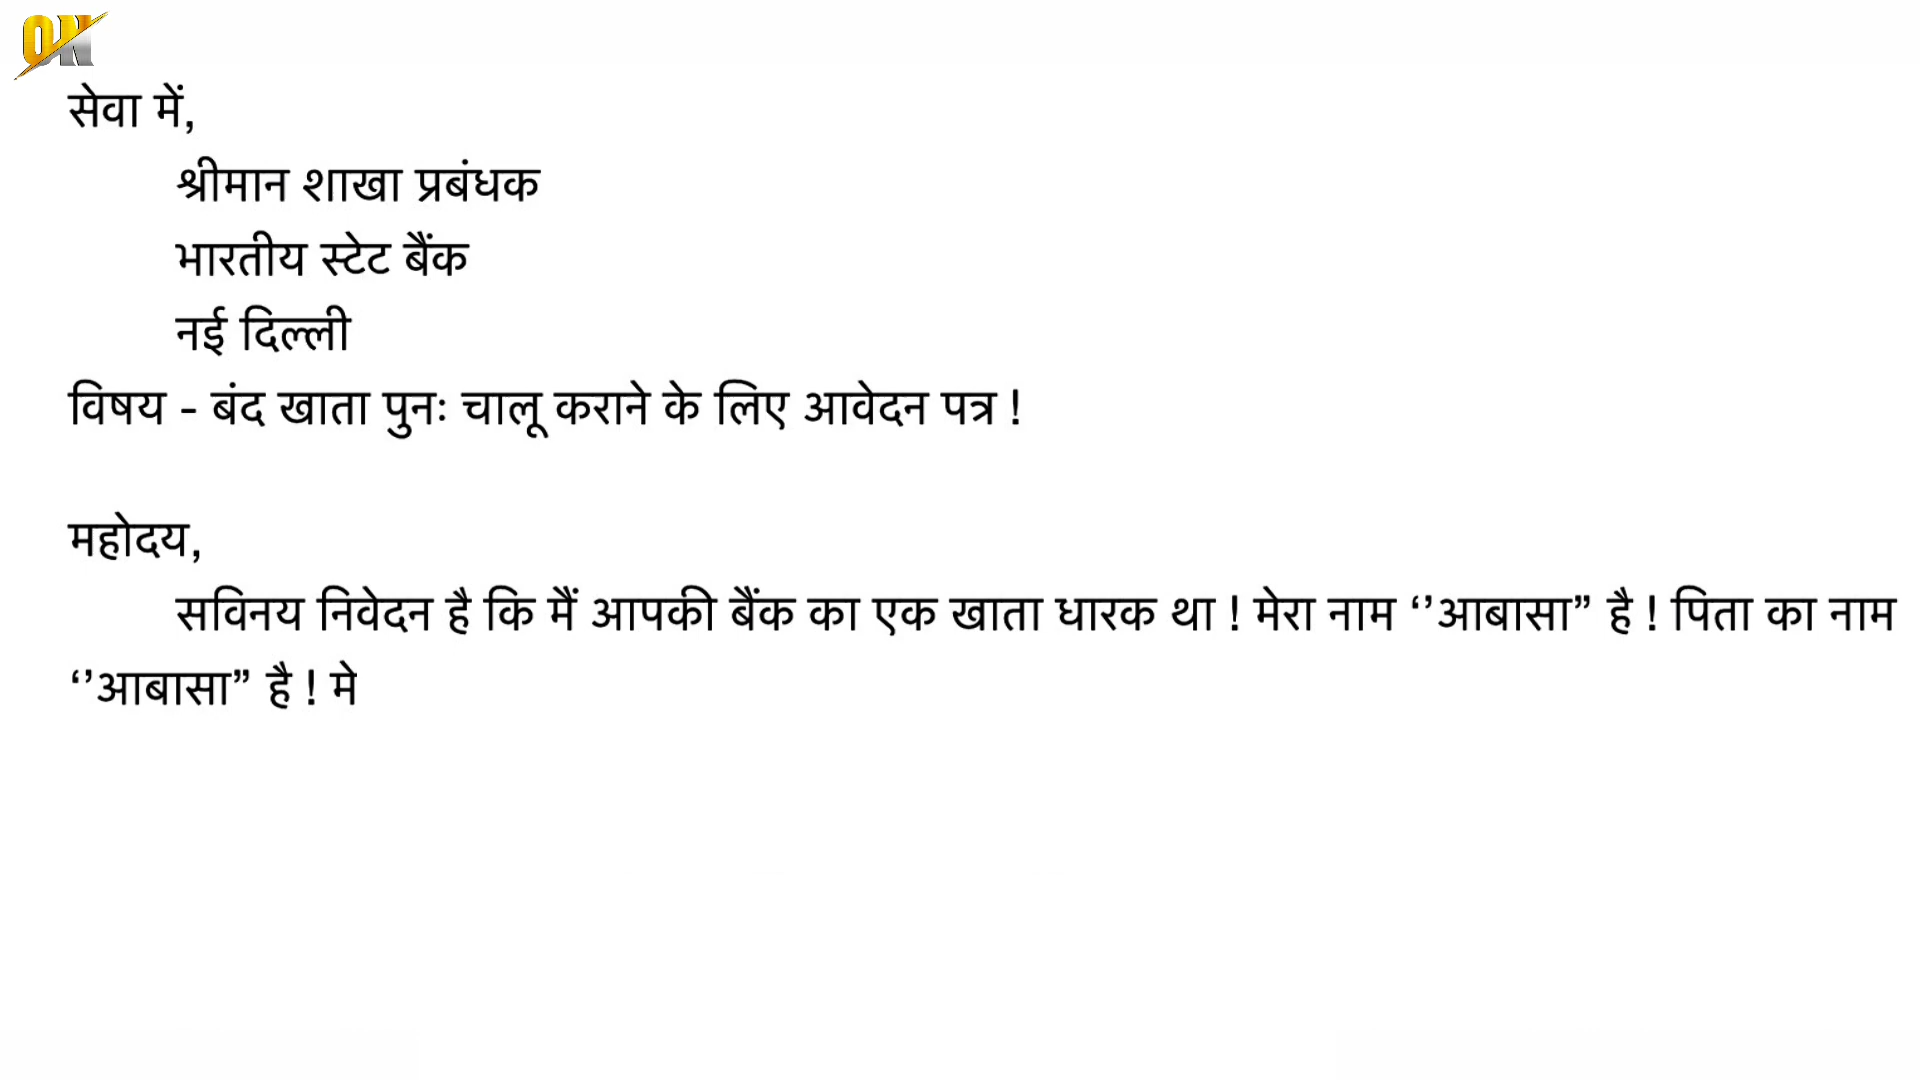 ON
सेवा में,
श्रीमान शाखा प्रबंधक
भारतीय स्टेट बैंक
नई दिल्ली
विषय - बंद खाता पुनः चालू कराने के लिए आवेदन पत्र !
महोदय,
सविनय निवेदन है कि मैं आपकी बैंक का एक खाता धारक था ! मेरा नाम ‘’आबासा” है ! पिता का नाम
‘’आबासा” है ! मे